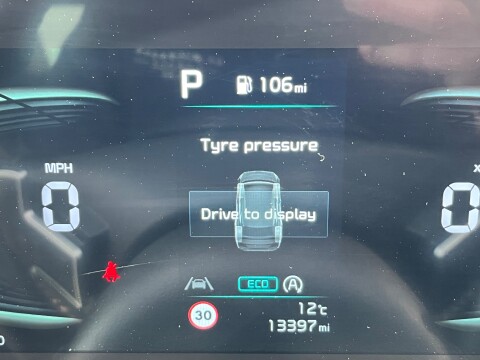 P 106mi
Tyre pressure
MPH
0
0
Drive to display
ECO A
30
12°C
13397mi